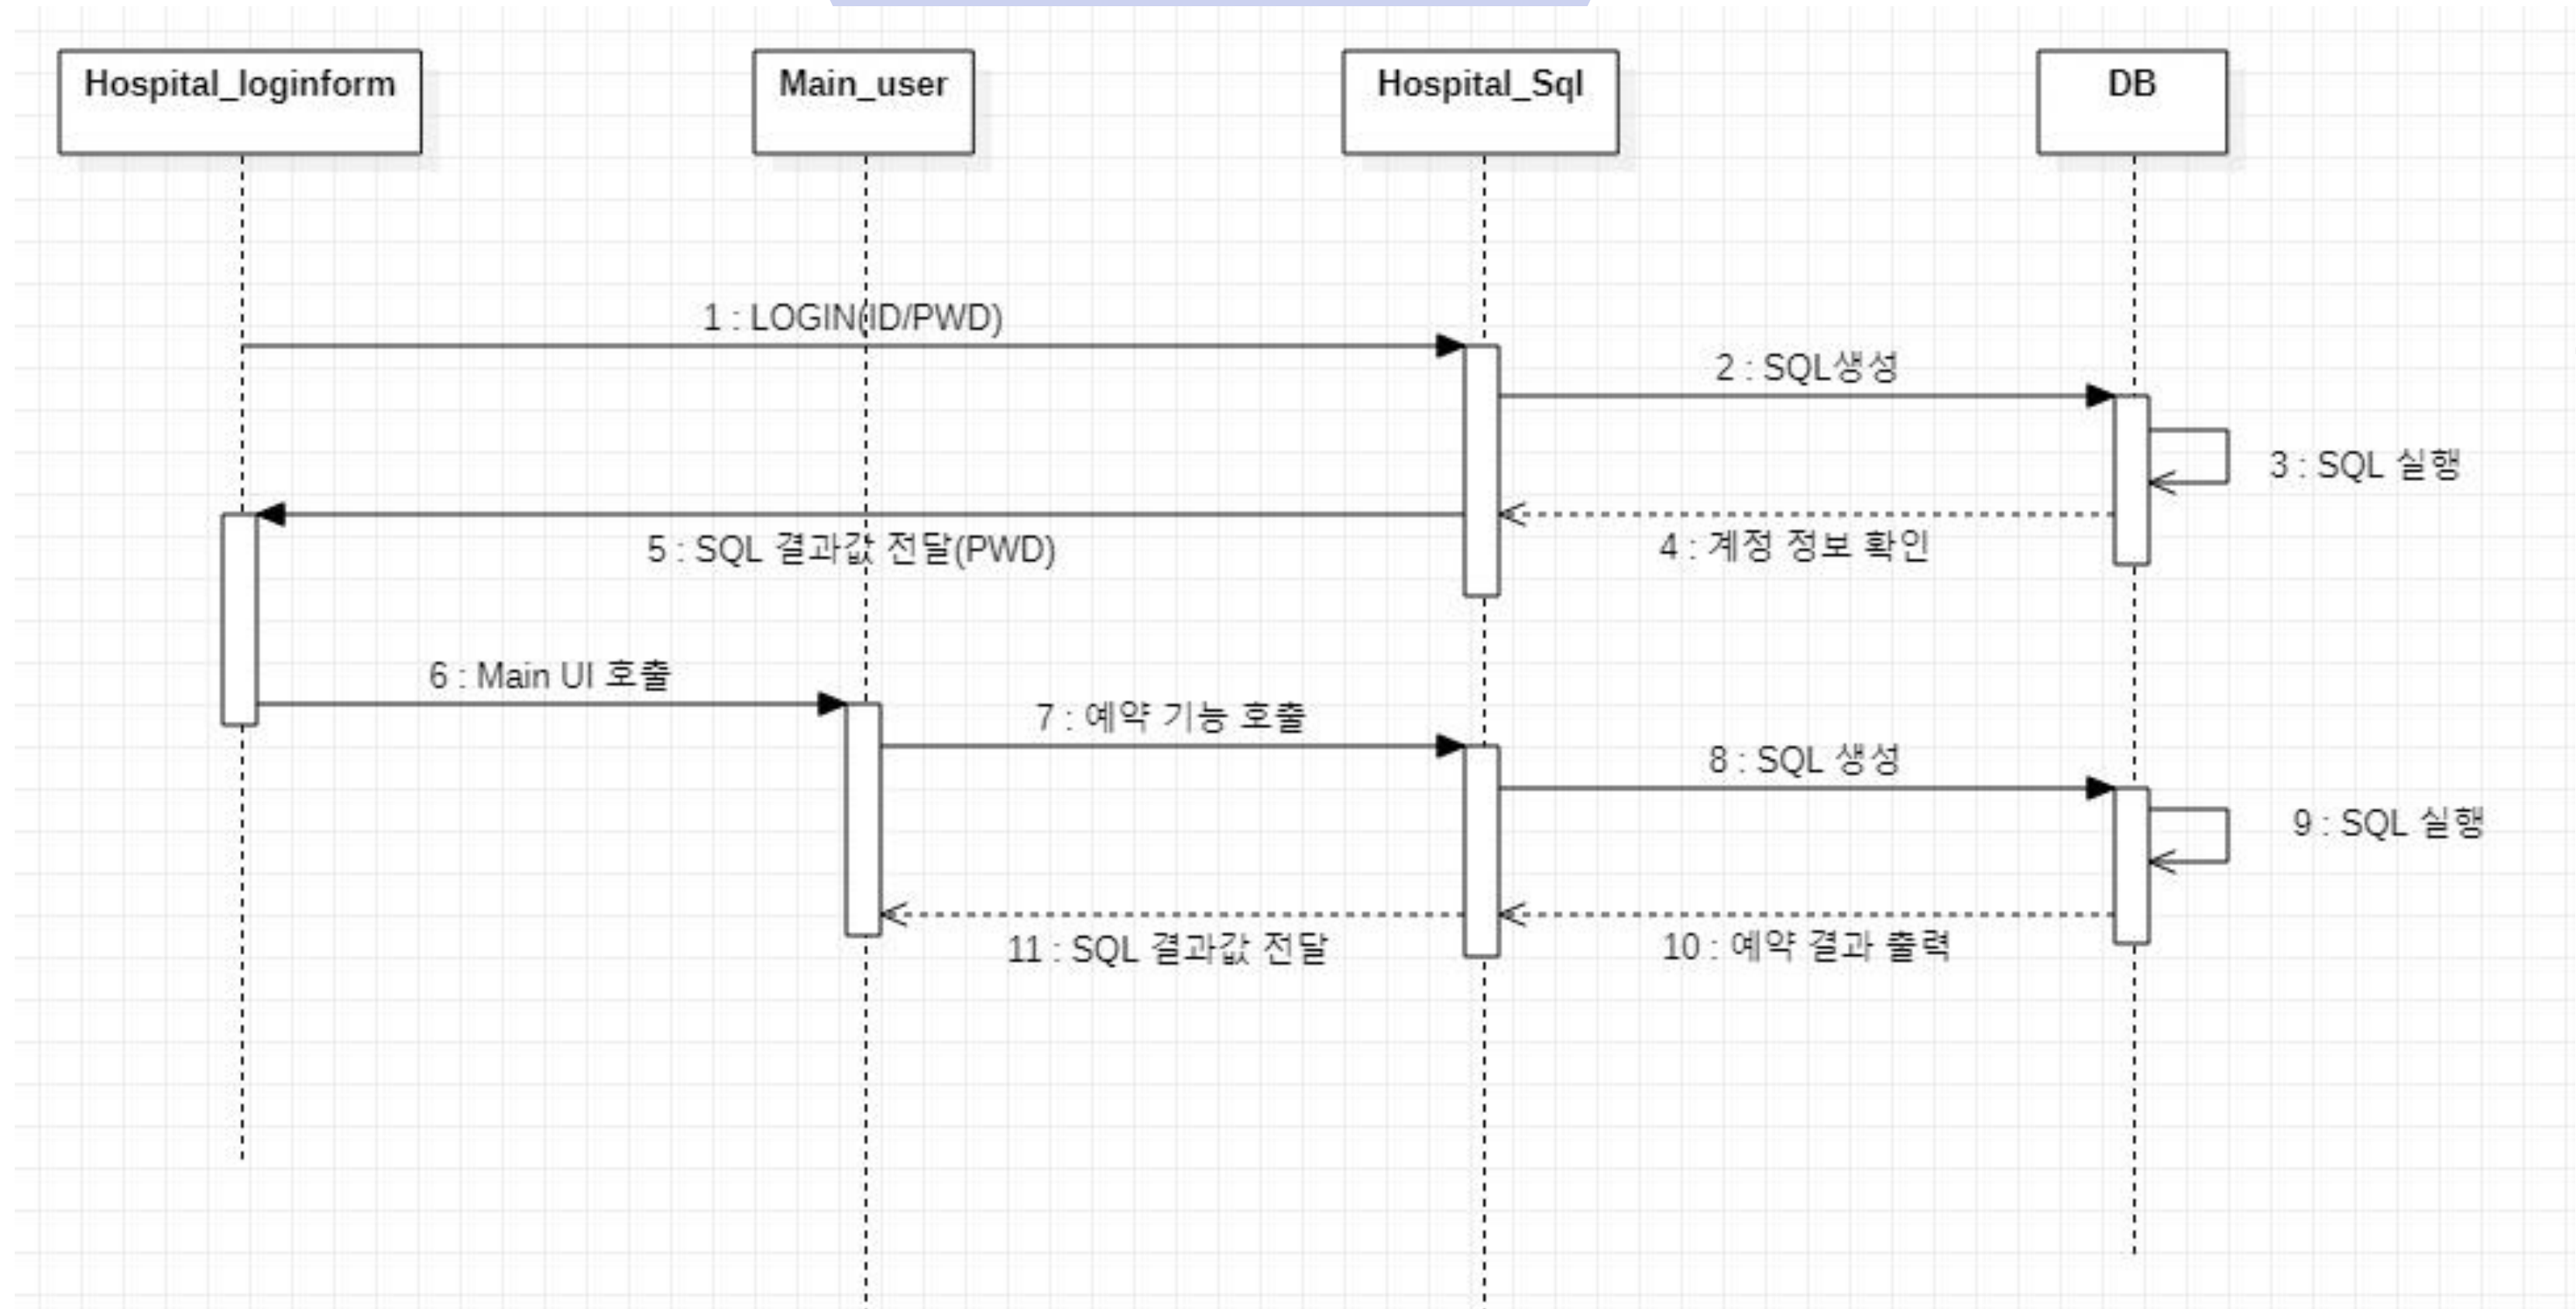 Hospital_loginform
Main_user
Hospital_Sql
DB
1 : LOGIN(ID/PWD)
2 : SQL생성
3 : SQL 실행
4 : 계정 정보 확인
5 : SQL 결과값 전달(PWD)
6 : Main UI 호출
7 : 예약 기능 호출
8 : SQL 생성
9 : SQL 실행
10 : 예약 결과 출력
11 : SQL 결과값 전달